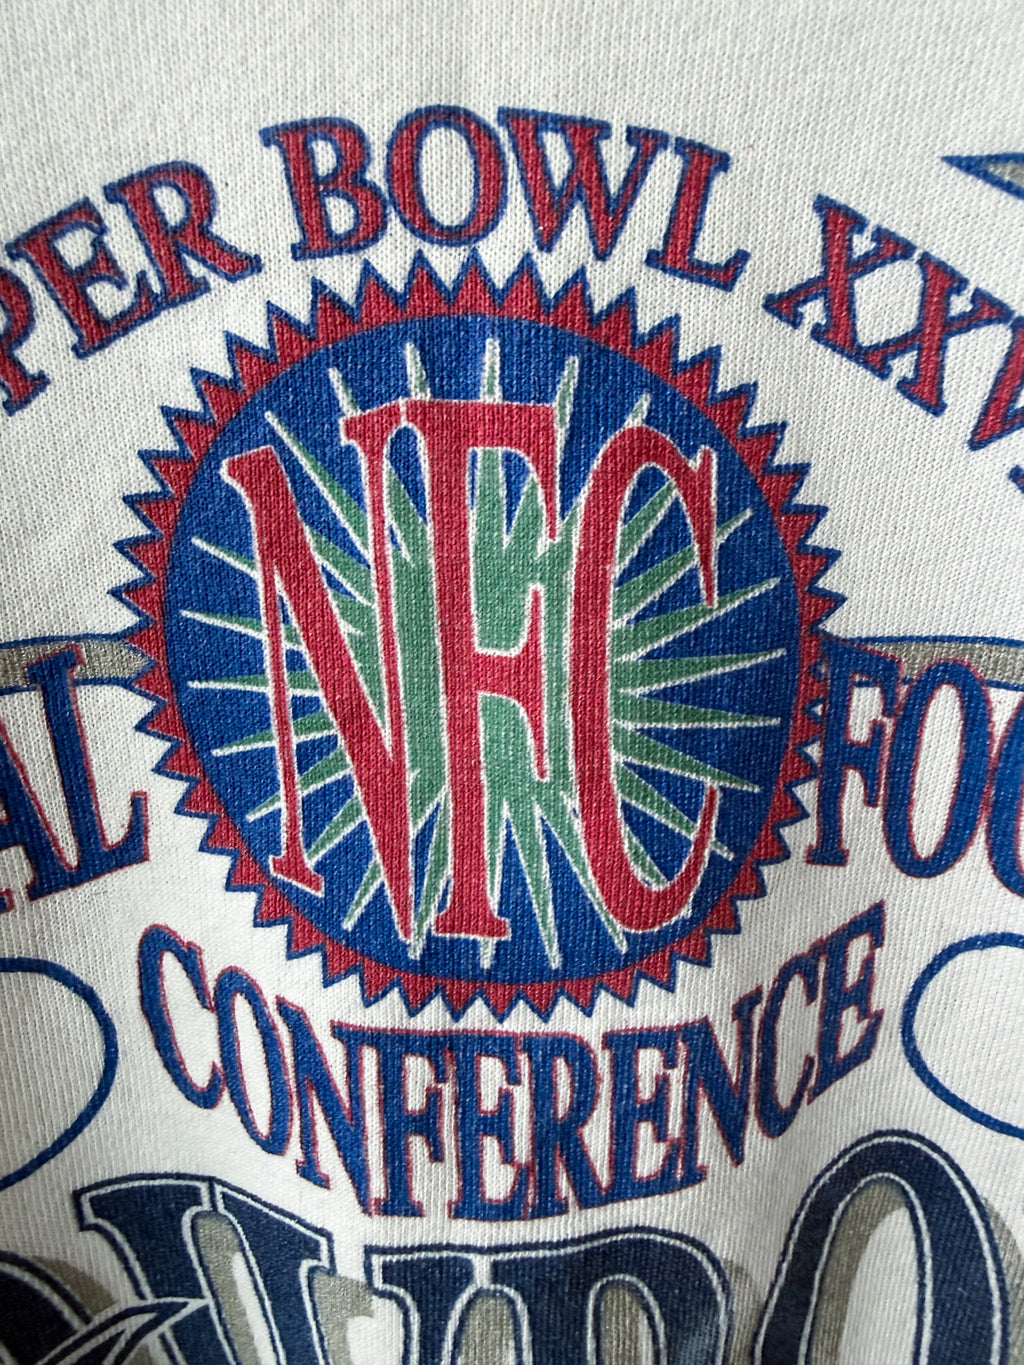 PER BOWL XXV
NFC
AL FOO
CONFERENCE